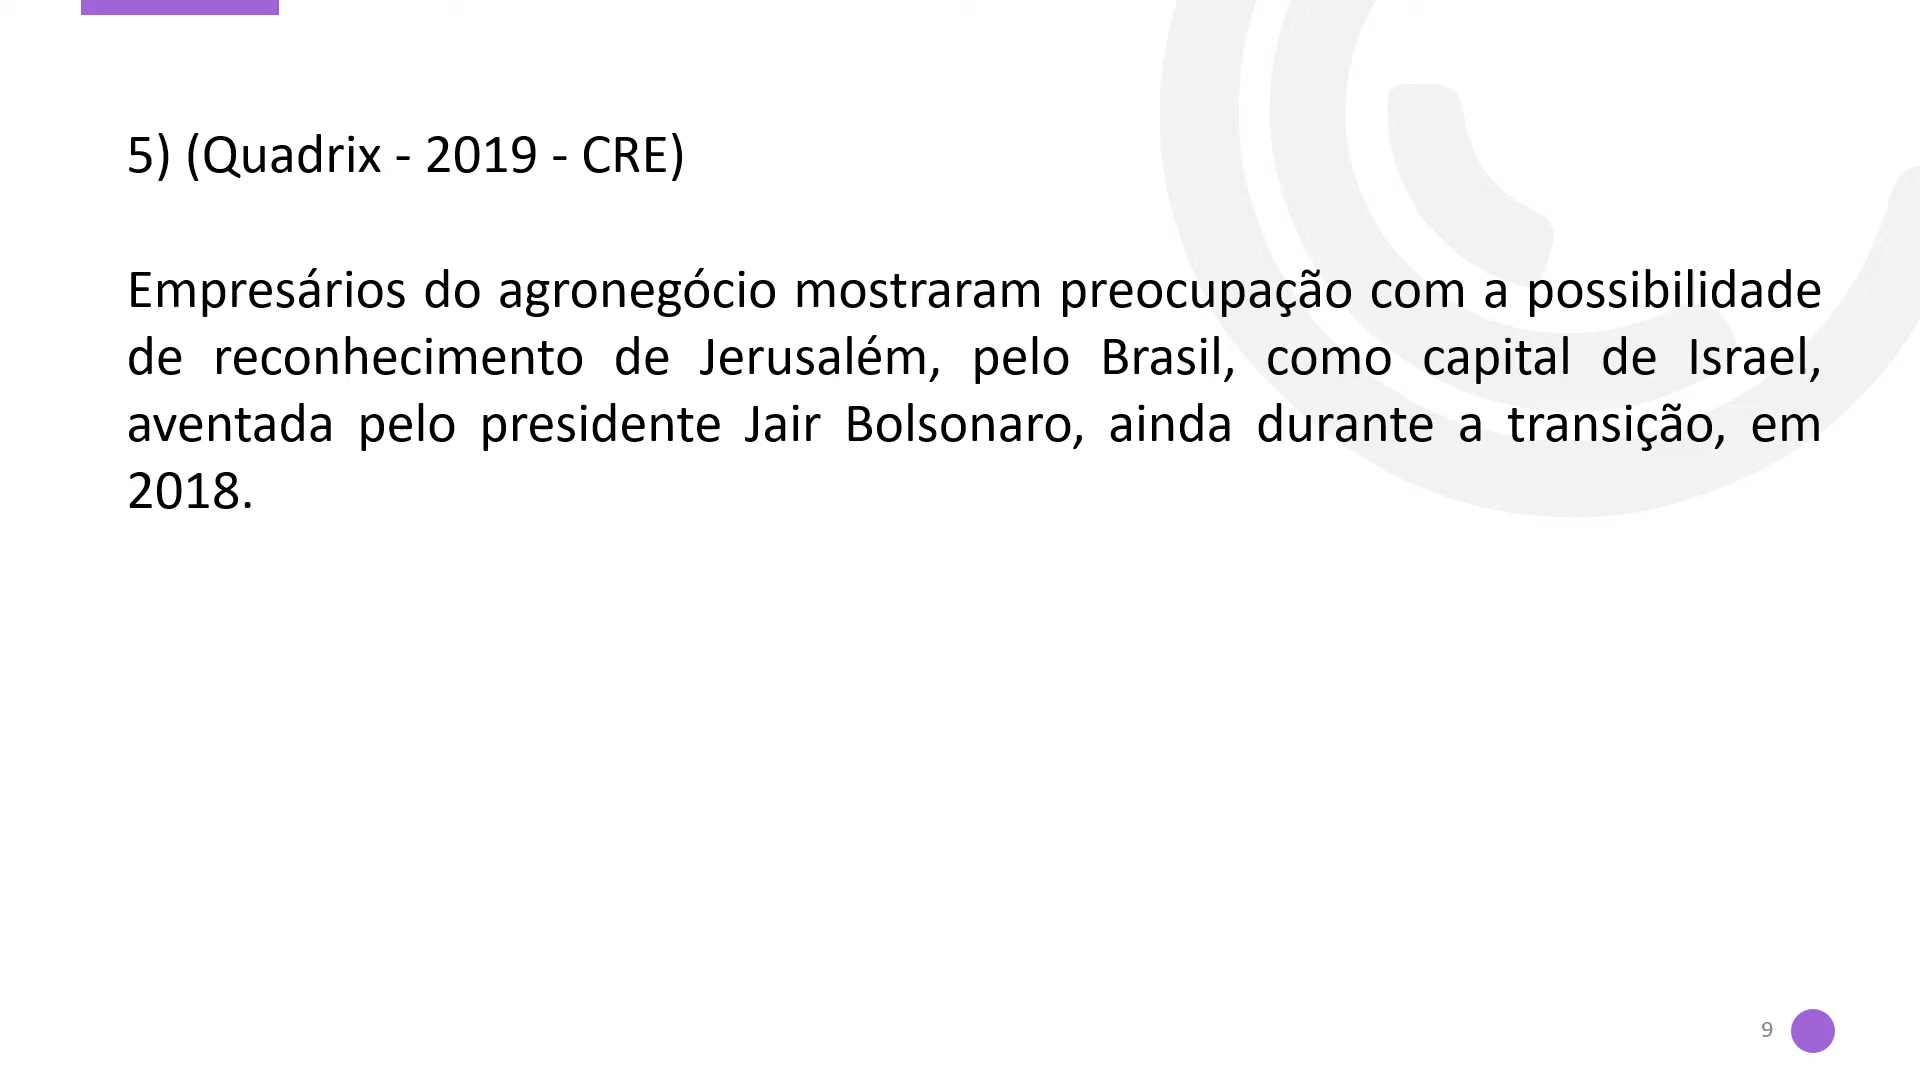 5) (Quadrix - 2019 - CRE)
Empresários do agronegócio mostraram preocupação com a possibilidade
de reconhecimento de Jerusalém, pelo Brasil, como capital de Israel,
aventada pelo presidente Jair Bolsonaro, ainda durante a transição, em
2018.
9